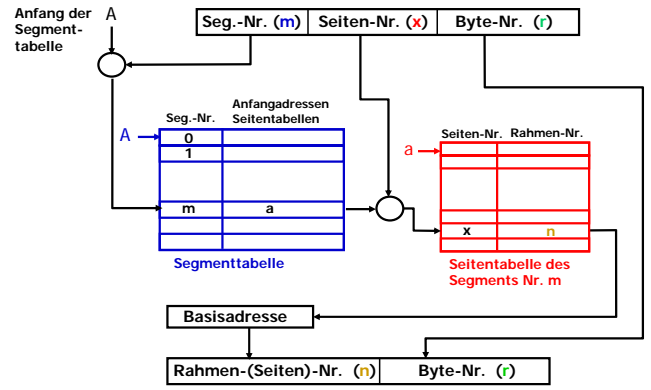 Anfang der
Segment-
tabelle
A
Seg.-Nr. (m) Seiten-Nr. (x) Byte-Nr. (r)
Seg.-Nr. Anfangadressen
Seitentabellen
A
0
1
m a
Segmenttabelle
Seiten-Nr. Rahmen-Nr.
a
x n
Seitentabelle des
Segments Nr. m
Basisadresse
Rahmen-(Seiten)-Nr. (n) Byte-Nr. (r)